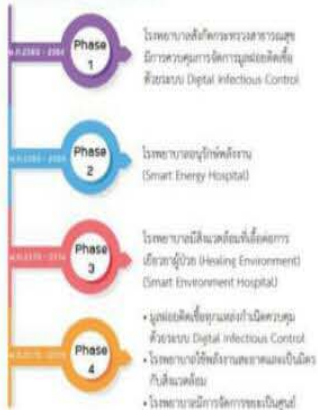 Phase
1
โรงพยาบาลสังกัดกระทรวงสาธารณสุข
มีการควบคุมการจัดการมูลฝอยติดเชื้อ
ด้วยระบบ Digital Infectious Control
Phase
2
โรงพยาบาลอนุรักษ์พลังงาน
(Smart Energy Hospital)
Phase
3
โรงพยาบาลมีสิ่งแวดล้อมที่เอื้อต่อการ
เยียวยาผู้ป่วย (Healing Environment)
(Smart Environment Hospital)
Phase
4
• มูลฝอยติดเชื้อทุกแหล่งกำเนิดควบคุม
ด้วยระบบ Digital Infectious Control
• โรงพยาบาลใช้พลังงานสะอาดและเป็นมิตร
กับสิ่งแวดล้อม
• โรงพยาบาลมีการจัดการขยะเป็นศูนย์